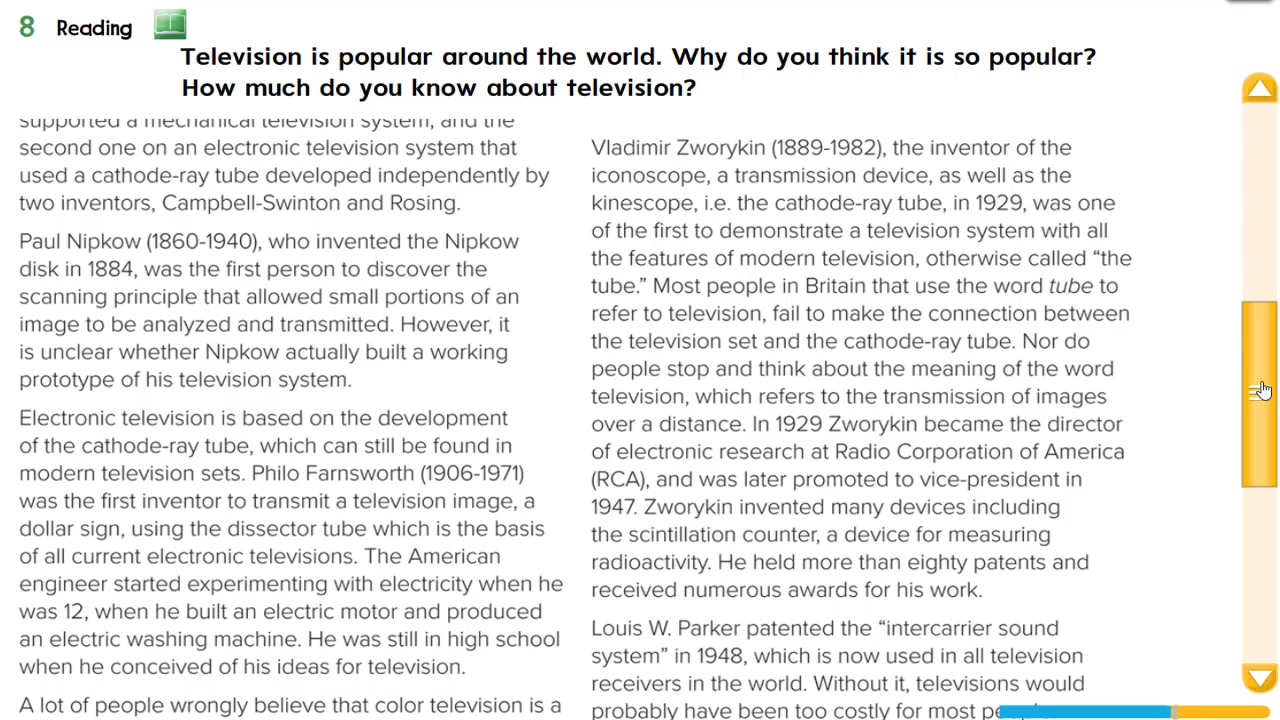 8 Reading
Television is popular around the world. Why do you think it is so popular?
How much do you know about television?
supported a mechanical television system, and the
second one on an electronic television system that
used a cathode-ray tube developed independently by
two inventors, Campbell-Swinton and Rosing.
Paul Nipkow (1860-1940), who invented the Nipkow
disk in 1884, was the first person to discover the
scanning principle that allowed small portions of an
image to be analyzed and transmitted. However, it
is unclear whether Nipkow actually built a working
prototype of his television system.
Electronic television is based on the development
of the cathode-ray tube, which can still be found in
modern television sets. Philo Farnsworth (1906-1971)
was the first inventor to transmit a television image, a
dollar sign, using the dissector tube which is the basis
of all current electronic televisions. The American
engineer started experimenting with electricity when he
was 12, when he built an electric motor and produced
an electric washing machine. He was still in high school
when he conceived of his ideas for television.
A lot of people wrongly believe that color television is a
Vladimir Zworykin (1889-1982), the inventor of the
iconoscope, a transmission device, as well as the
kinescope, i.e. the cathode-ray tube, in 1929, was one
of the first to demonstrate a television system with all
the features of modern television, otherwise called “the
tube.” Most people in Britain that use the word tube to
refer to television, fail to make the connection between
the television set and the cathode-ray tube. Nor do
people stop and think about the meaning of the word
television, which refers to the transmission of images
over a distance. In 1929 Zworykin became the director
of electronic research at Radio Corporation of America
(RCA), and was later promoted to vice-president in
1947. Zworykin invented many devices including
the scintillation counter, a device for measuring
radioactivity. He held more than eighty patents and
received numerous awards for his work.
Louis W. Parker patented the “intercarrier sound
system” in 1948, which is now used in all television
receivers in the world. Without it, televisions would
probably have been too costly for most